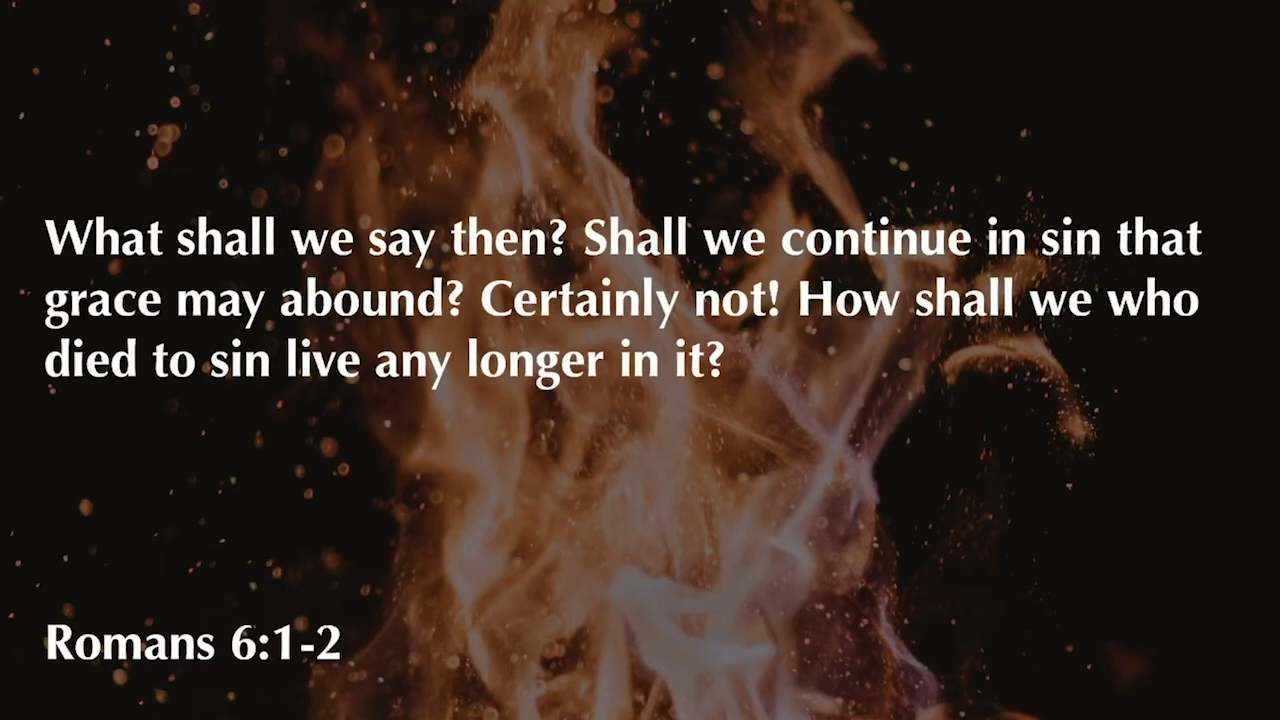 What shall we say then? Shall we continue in sin that
grace may abound? Certainly not! How shall we who
died to sin live any longer in it?
Romans 6:1-2